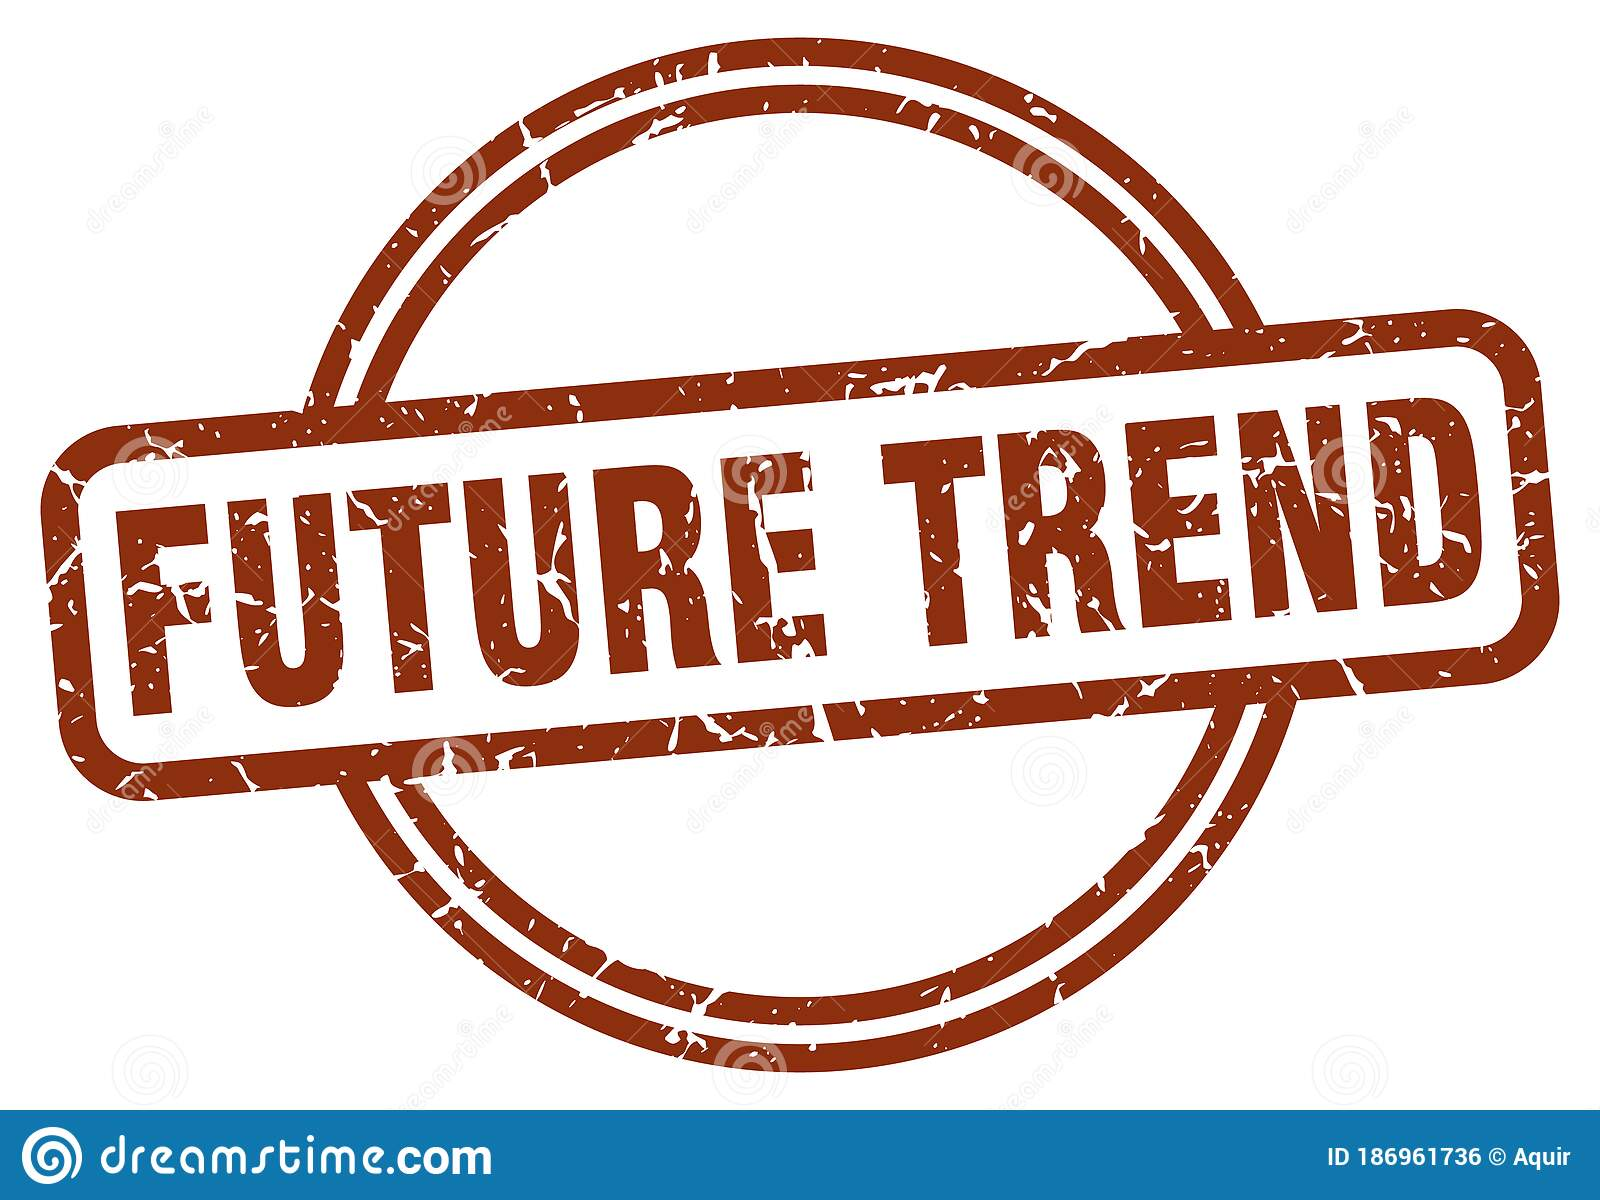 FUTURE TREND
dreamstime.com
ID 186961736 © Aquir